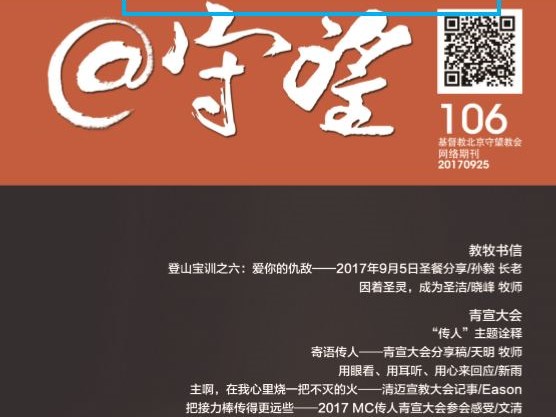 @守望
106
基督教北京守望教会
网络期刊
20170925
教牧书信
登山宝训之六：爱你的仇敌——2017年9月5日圣餐分享/孙毅 长老
因着圣灵，成为圣洁/晓峰 牧师
青宣大会
“传人”主题诠释
寄语传人——青宣大会分享稿/天明 牧师
用眼看、用耳听、用心来回应/新雨
主啊，在我心里烧一把不灭的火——清迈宣教大会记事/Eason
把接力棒传得更远些——2017 MC传人青宣大会参会感受/文清